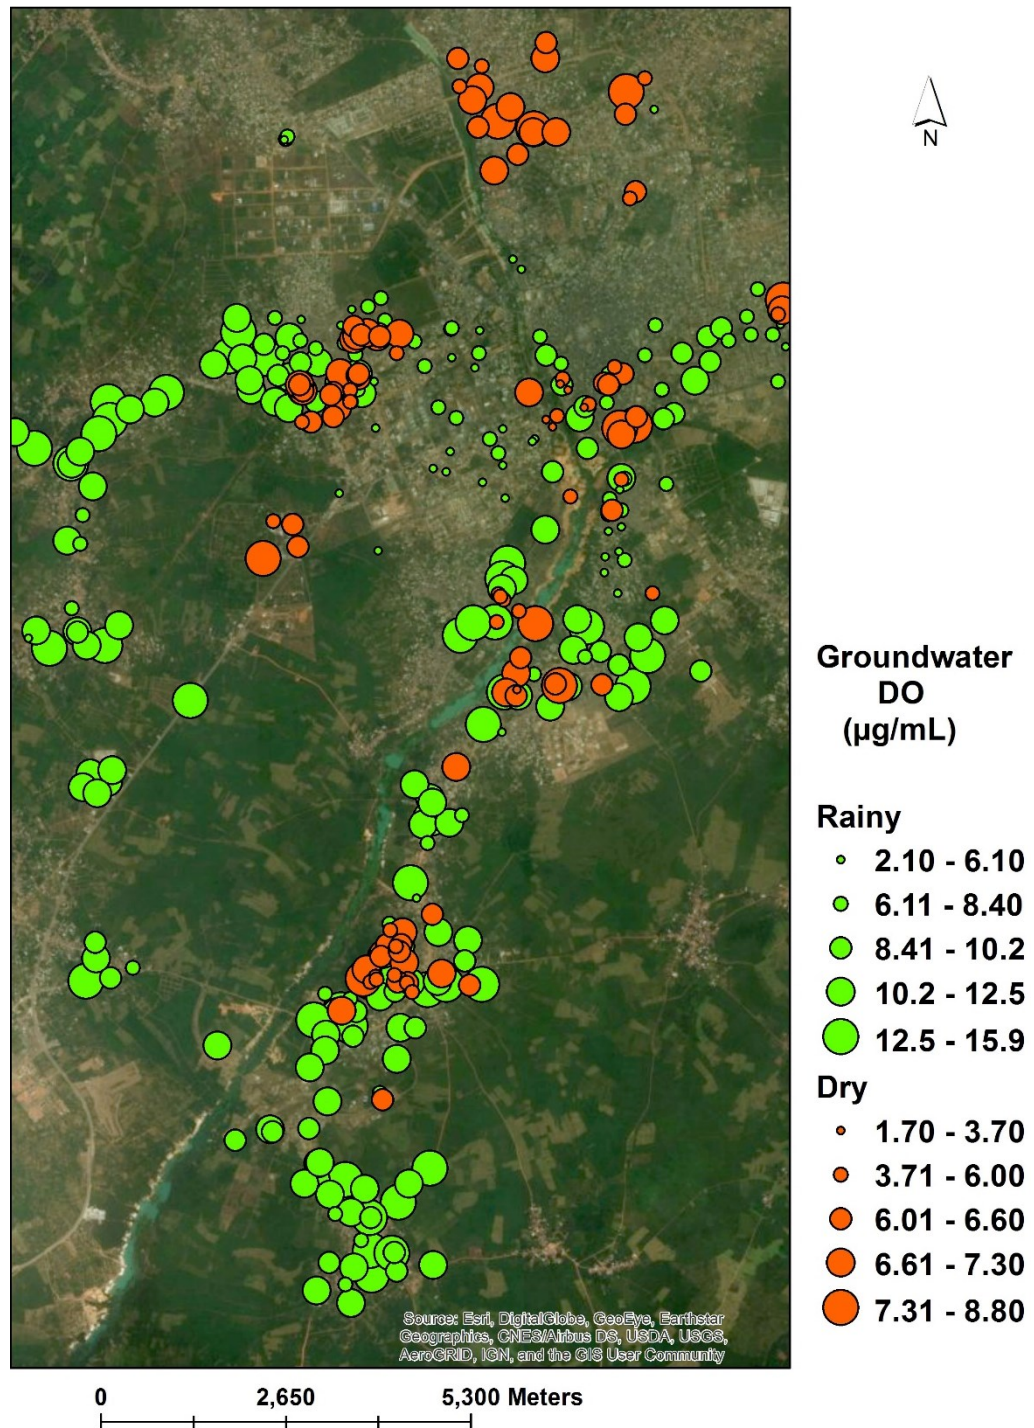 N
Groundwater
DO
(µg/mL)
Rainy
2.10 - 6.10
6.11 - 8.40
8.41 - 10.2
10.2 - 12.5
12.5 - 15.9
Dry
1.70 - 3.70
3.71 - 6.00
6.01 - 6.60
6.61 - 7.30
7.31 - 8.80
Source: Esri, DigitalGlobe, GeoEye, Earthstar
Geographics, CNES/Airbus DS, USDA, USGS,
AeroGRID, IGN, and the GIS User Community
0 2,650 5,300 Meters